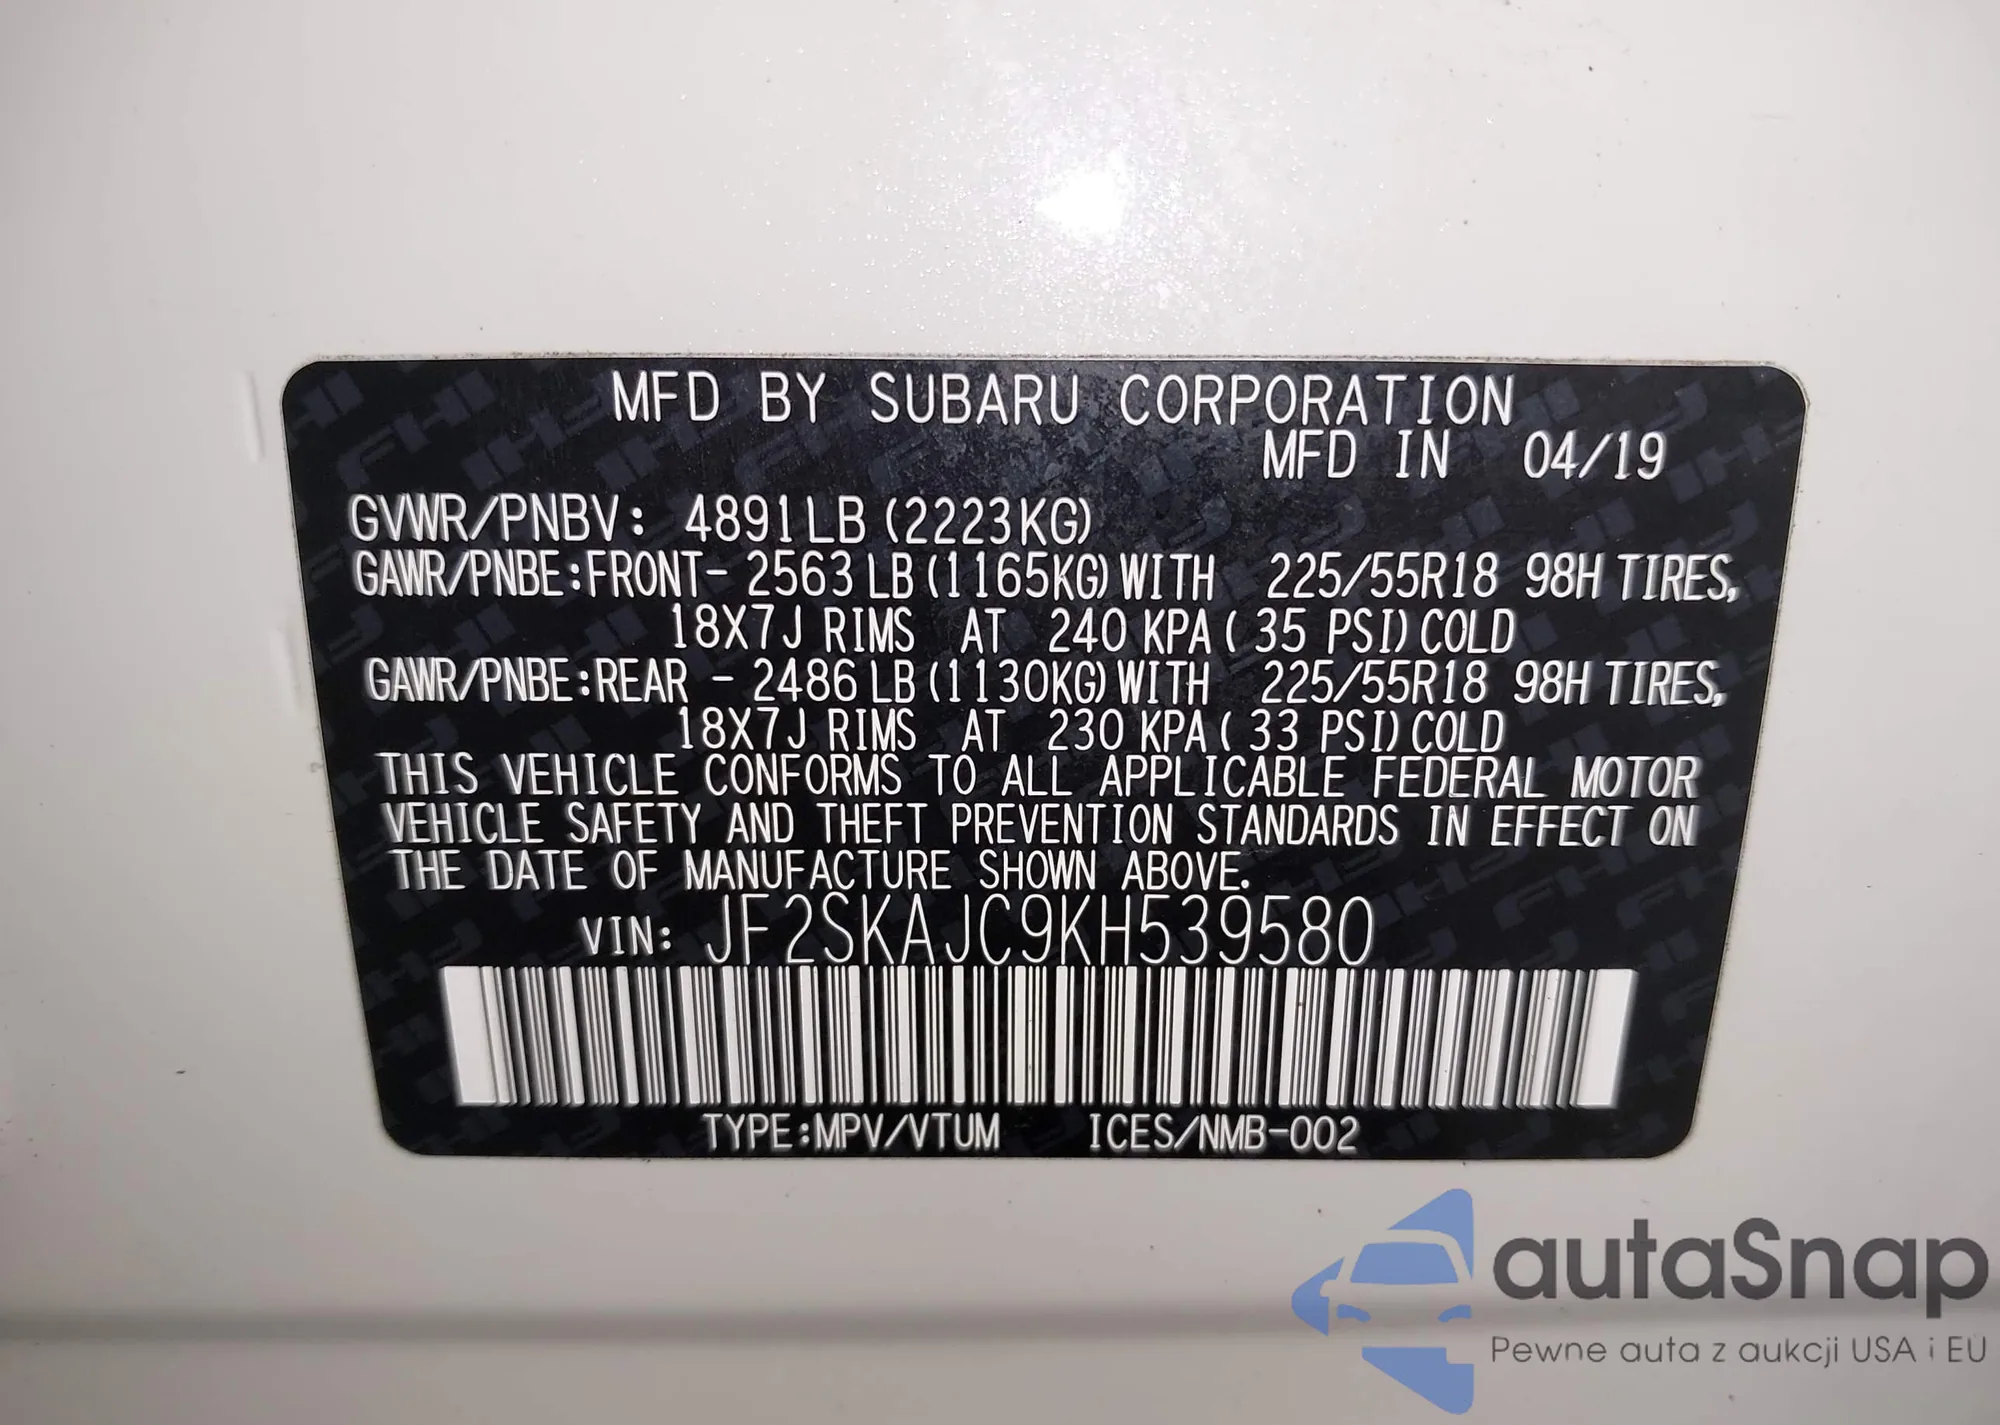 MFD BY SUBARU CORPORATION
MFD IN 04/19
GVWR/PNBV: 4891LB (2223KG)
GAWR/PNBE:FRONT- 2563 LB (1165KG) WITH 225/55R18 98H TIRES,
18X7J RIMS AT 240 KPA ( 35 PSI) COLD
GAWR/PNBE:REAR - 2486 LB (1130KG) WITH 225/55R18 98H TIRES,
18X7J RIMS AT 230 KPA ( 33 PSI) COLD
THIS VEHICLE CONFORMS TO ALL APPLICABLE FEDERAL MOTOR
VEHICLE SAFETY AND THEFT PREVENTION STANDARDS IN EFFECT ON
THE DATE OF MANUFACTURE SHOWN ABOVE.
VIN: JF2SKAJC9KH539580
TYPE:MPV/VTUM ICES/NMB-002
autaSnap
Pewne auta z aukcji USA i EU